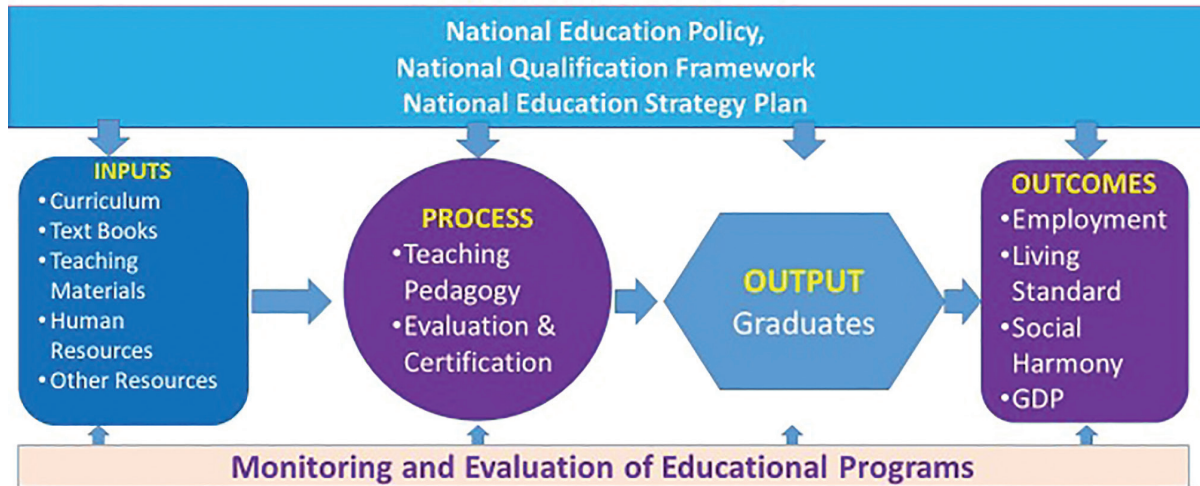 National Education Policy,
National Qualification Framework
National Education Strategy Plan
INPUTS
• Curriculum
• Text Books
• Teaching
Materials
• Human
Resources
• Other Resources
PROCESS
• Teaching
Pedagogy
• Evaluation &
Certification
OUTPUT
Graduates
OUTCOMES
• Employment
• Living
Standard
• Social
Harmony
• GDP
Monitoring and Evaluation of Educational Programs